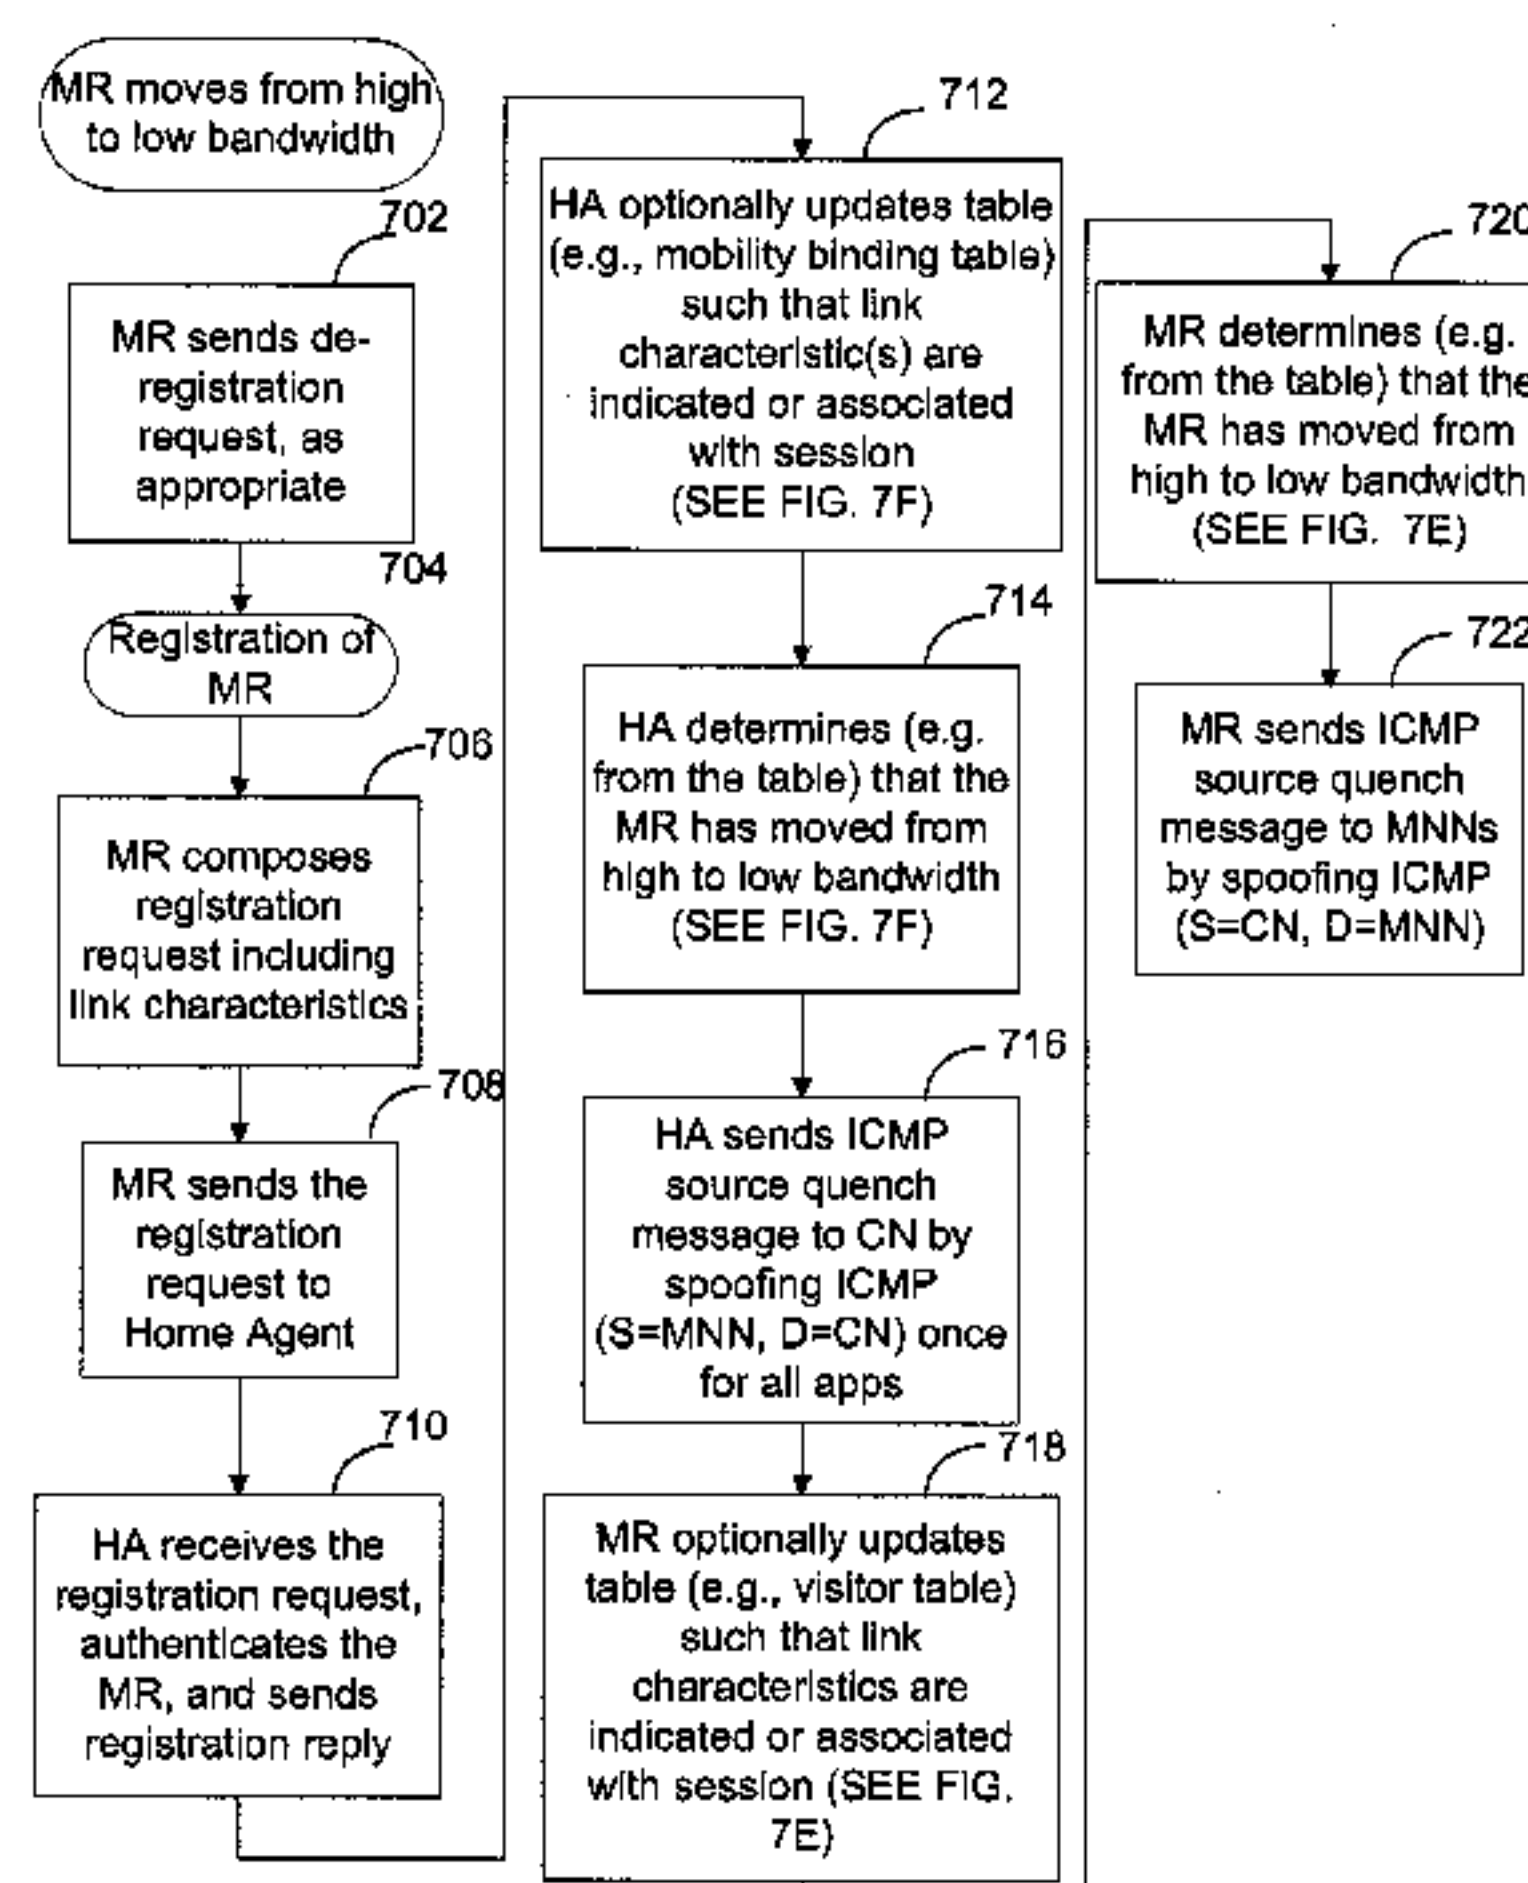 MR moves from high
to low bandwidth
702
MR sends de-
registration
request, as
appropriate
704
Registration of
MR
706
MR composes
registration
request including
link characteristics
708
MR sends the
registration
request to
Home Agent
710
HA receives the
registration request,
authenticates the
MR, and sends
registration reply
712
HA optionally updates table
(e.g., mobility binding table)
such that link
characteristic(s) are
indicated or associated
with session
(SEE FIG. 7F)
714
HA determines (e.g.
from the table) that the
MR has moved from
high to low bandwidth
(SEE FIG. 7F)
716
HA sends ICMP
source quench
message to CN by
spoofing ICMP
(S=MNN, D=CN) once
for all apps
718
MR optionally updates
table (e.g., visitor table)
such that link
characteristics are
indicated or associated
with session (SEE FIG.
7E)
720
MR determines (e.g.
from the table) that the
MR has moved from
high to low bandwidth
(SEE FIG. 7E)
722
MR sends ICMP
source quench
message to MNNs
by spoofing ICMP
(S=CN, D=MNN)